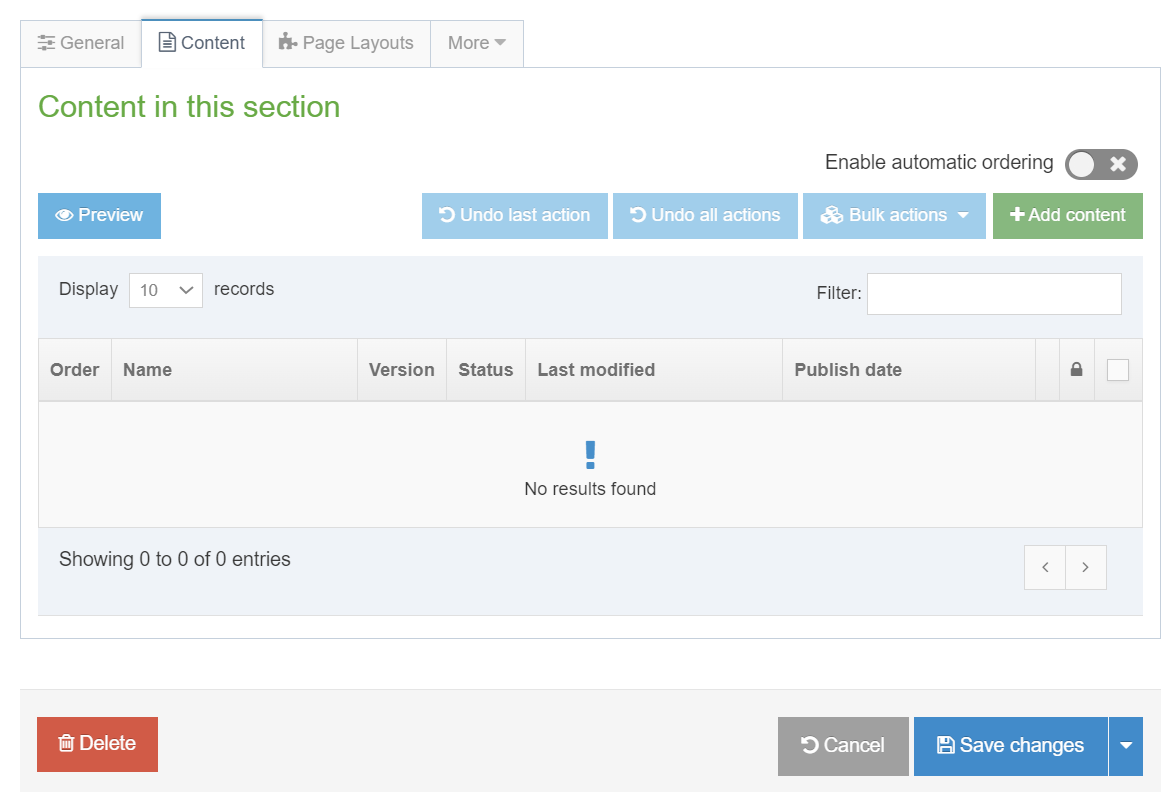 General Content Page Layouts More
Content in this section
Enable automatic ordering
Preview Undo last action Undo all actions Bulk actions Add content
Display 10 records Filter:
Order Name Version Status Last modified Publish date
No results found
Showing 0 to 0 of 0 entries
Delete Cancel Save changes